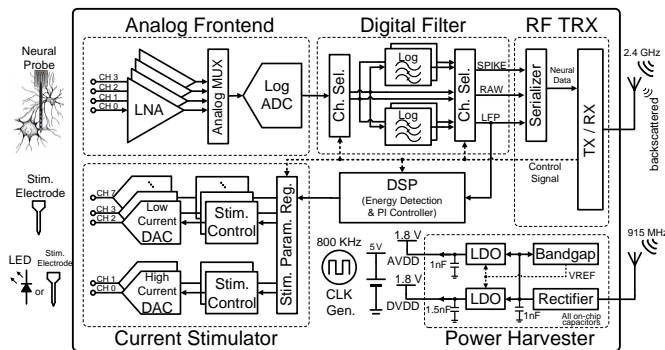 Analog Frontend
Digital Filter
RF TRX
Neural
Probe
CH 3
CH 2
CH 1
CH 0
LNA
Analog MUX
Log
ADC
Ch. Sel.
Log
Log
Ch. Sel.
SPIKE
RAW
LFP
Serializer
Neural
Data
TX / RX
2.4 GHz
backscattered
Control
Signal
DSP
(Energy Detection
& PI Controller)
Stim.
Electrode
CH 7
CH 3
CH 2
Low
Current
DAC
Stim.
Control
Stim. Param. Reg.
LED
or
Stim.
Electrode
CH 1
CH 0
High
Current
DAC
Stim.
Control
Current Stimulator
800 KHz
CLK
Gen.
5 V
1.8 V
AVDD
1nF
1.8 V
DVDD
1.5nF
LDO
LDO
Bandgap
VREF
Rectifier
1nF
All on-chip
capacitors
Power Harvester
915 MHz